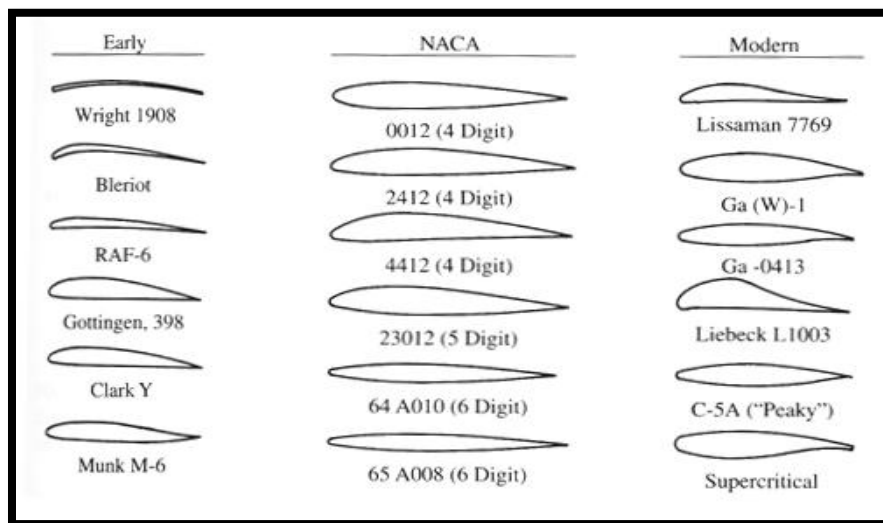 Early
NACA
Modern
Wright 1908
0012 (4 Digit)
Lissaman 7769
Bleriot
2412 (4 Digit)
Ga (W)-1
RAF-6
4412 (4 Digit)
Ga -0413
Gottingen, 398
23012 (5 Digit)
Liebeck L1003
Clark Y
64 A010 (6 Digit)
C-5A (“Peaky”)
Munk M-6
65 A008 (6 Digit)
Supercritical